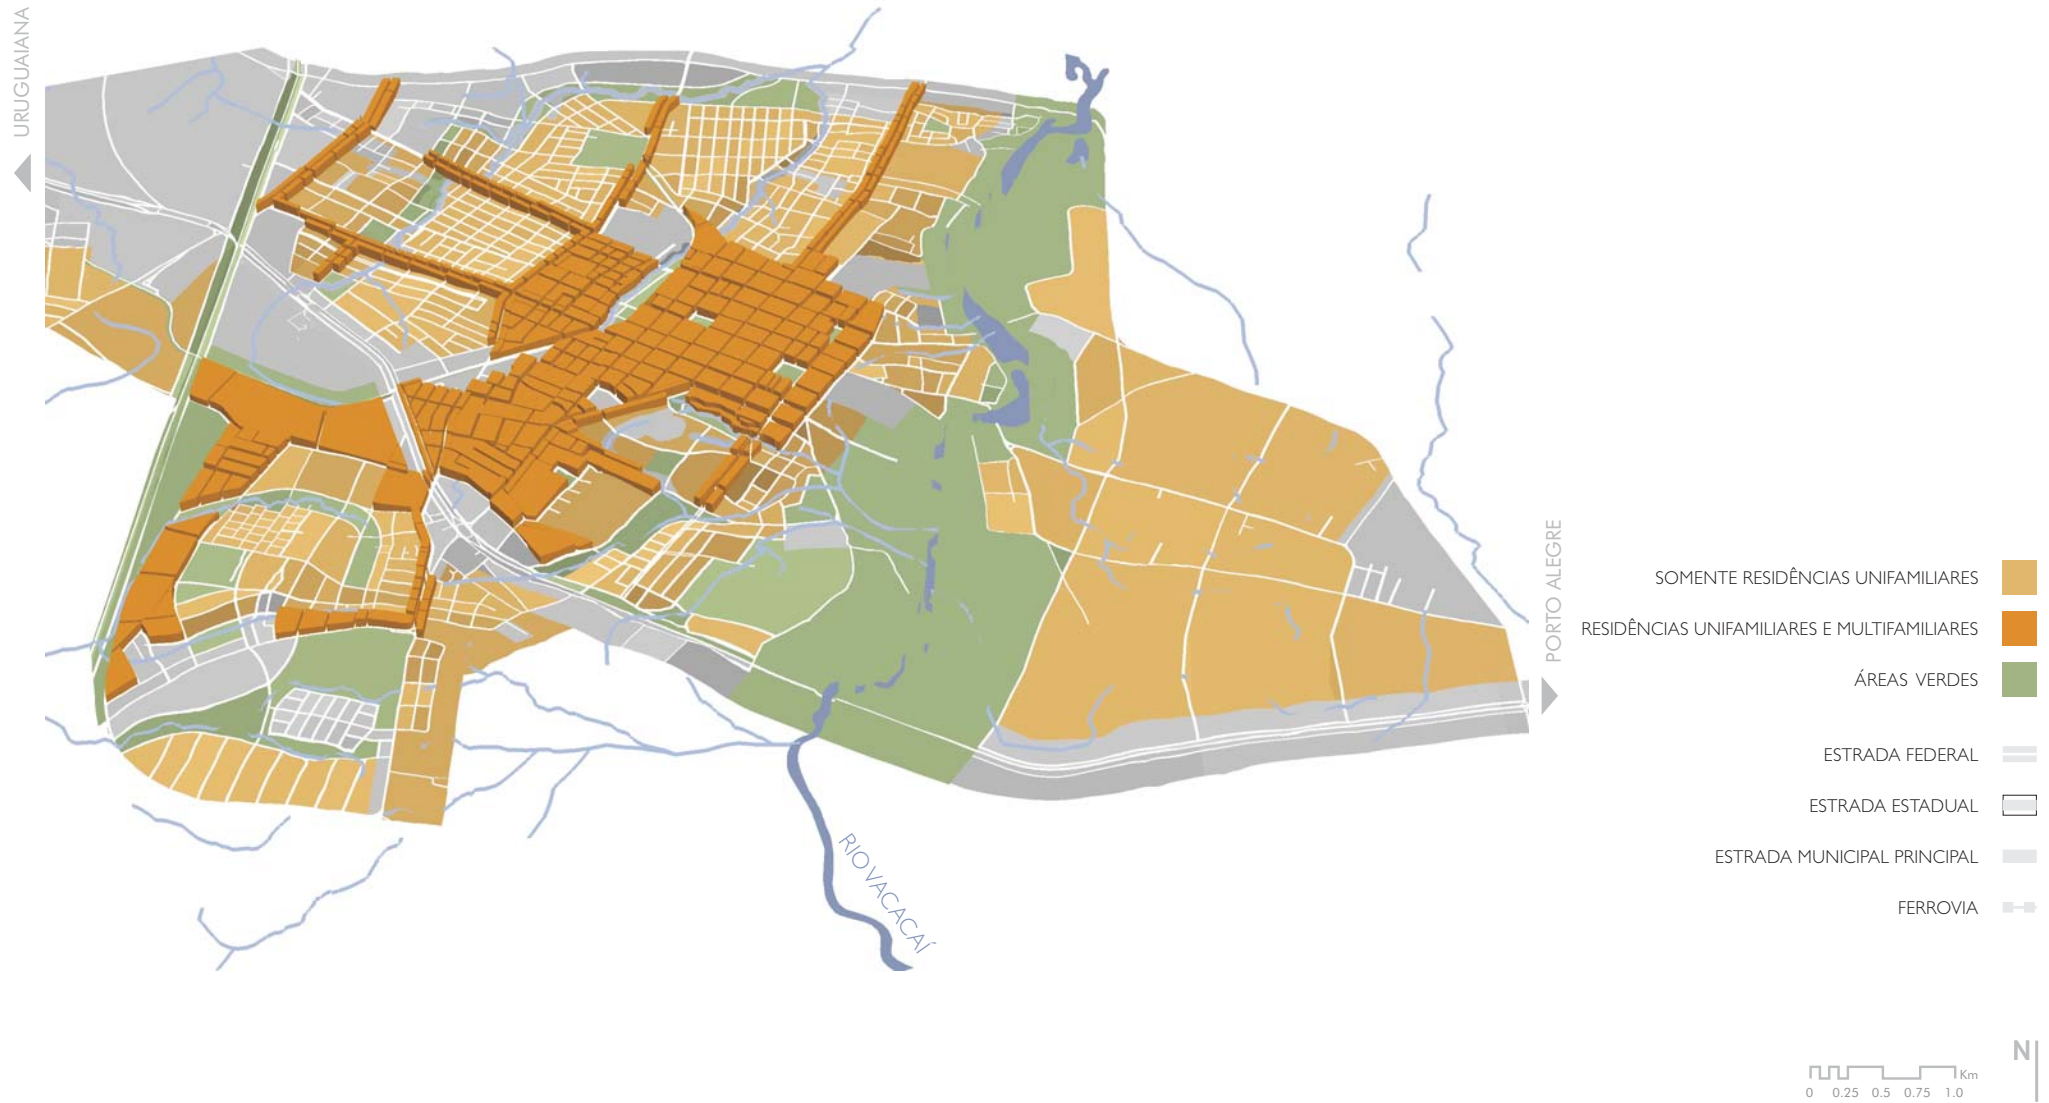 URUGUAIANA
PORTO ALEGRE
RIO VACACAÍ
SOMENTE RESIDÊNCIAS UNIFAMILIARES
RESIDÊNCIAS UNIFAMILIARES E MULTIFAMILIARES
ÁREAS VERDES
ESTRADA FEDERAL
ESTRADA ESTADUAL
ESTRADA MUNICIPAL PRINCIPAL
FERROVIA
N
Km
0 0.25 0.5 0.75 1.0